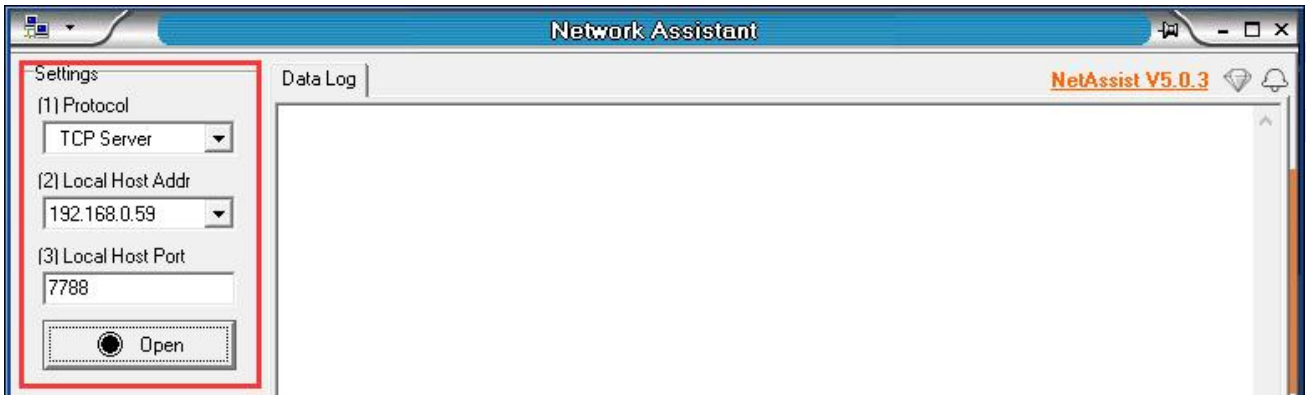 Network Assistant
Settings
(1) Protocol
TCP Server
(2) Local Host Addr
192.168.0.59
(3) Local Host Port
7788
Open
Data Log
NetAssist V5.0.3